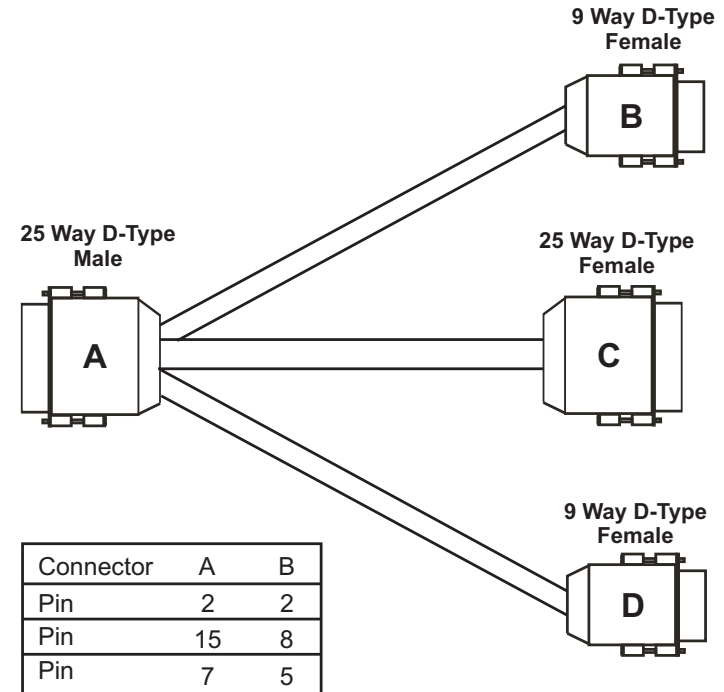 9 Way D-Type
Female
B
25 Way D-Type
Male
A
25 Way D-Type
Female
C
9 Way D-Type
Female
D
Connector A B
Pin 2 2
Pin 15 8
Pin 7 5